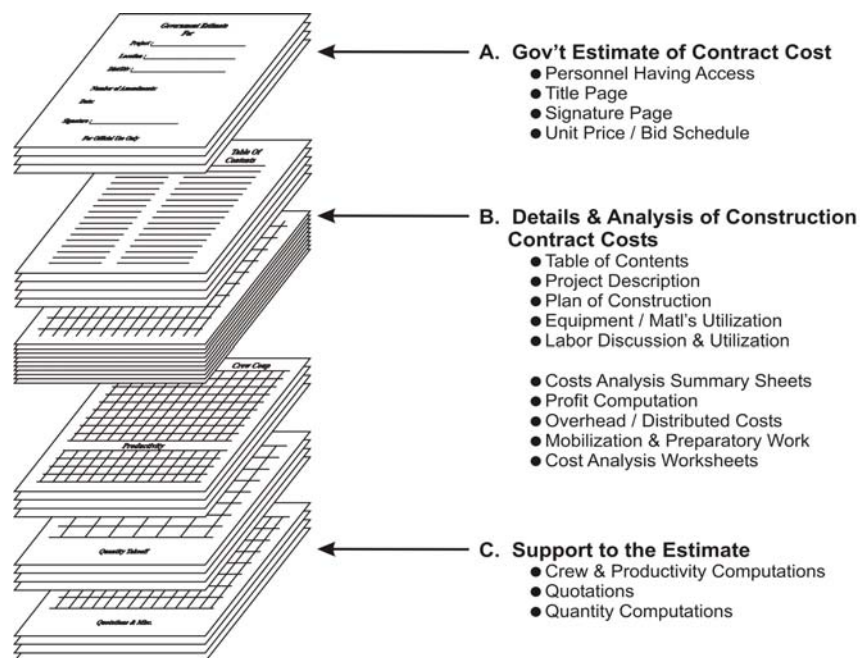 Government Estimate
For
Project :
Location :
Number of Amendments:
Date:
Signature :
For Official Use Only
Table Of
Contents
Crew Comp
Productivity
Quantity Takeoff
Quotations & Misc.
A. Gov't Estimate of Contract Cost
● Personnel Having Access
● Title Page
● Signature Page
● Unit Price / Bid Schedule
B. Details & Analysis of Construction
Contract Costs
● Table of Contents
● Project Description
● Plan of Construction
● Equipment / Matl's Utilization
● Labor Discussion & Utilization
● Costs Analysis Summary Sheets
● Profit Computation
● Overhead / Distributed Costs
● Mobilization & Preparatory Work
● Cost Analysis Worksheets
C. Support to the Estimate
● Crew & Productivity Computations
● Quotations
● Quantity Computations